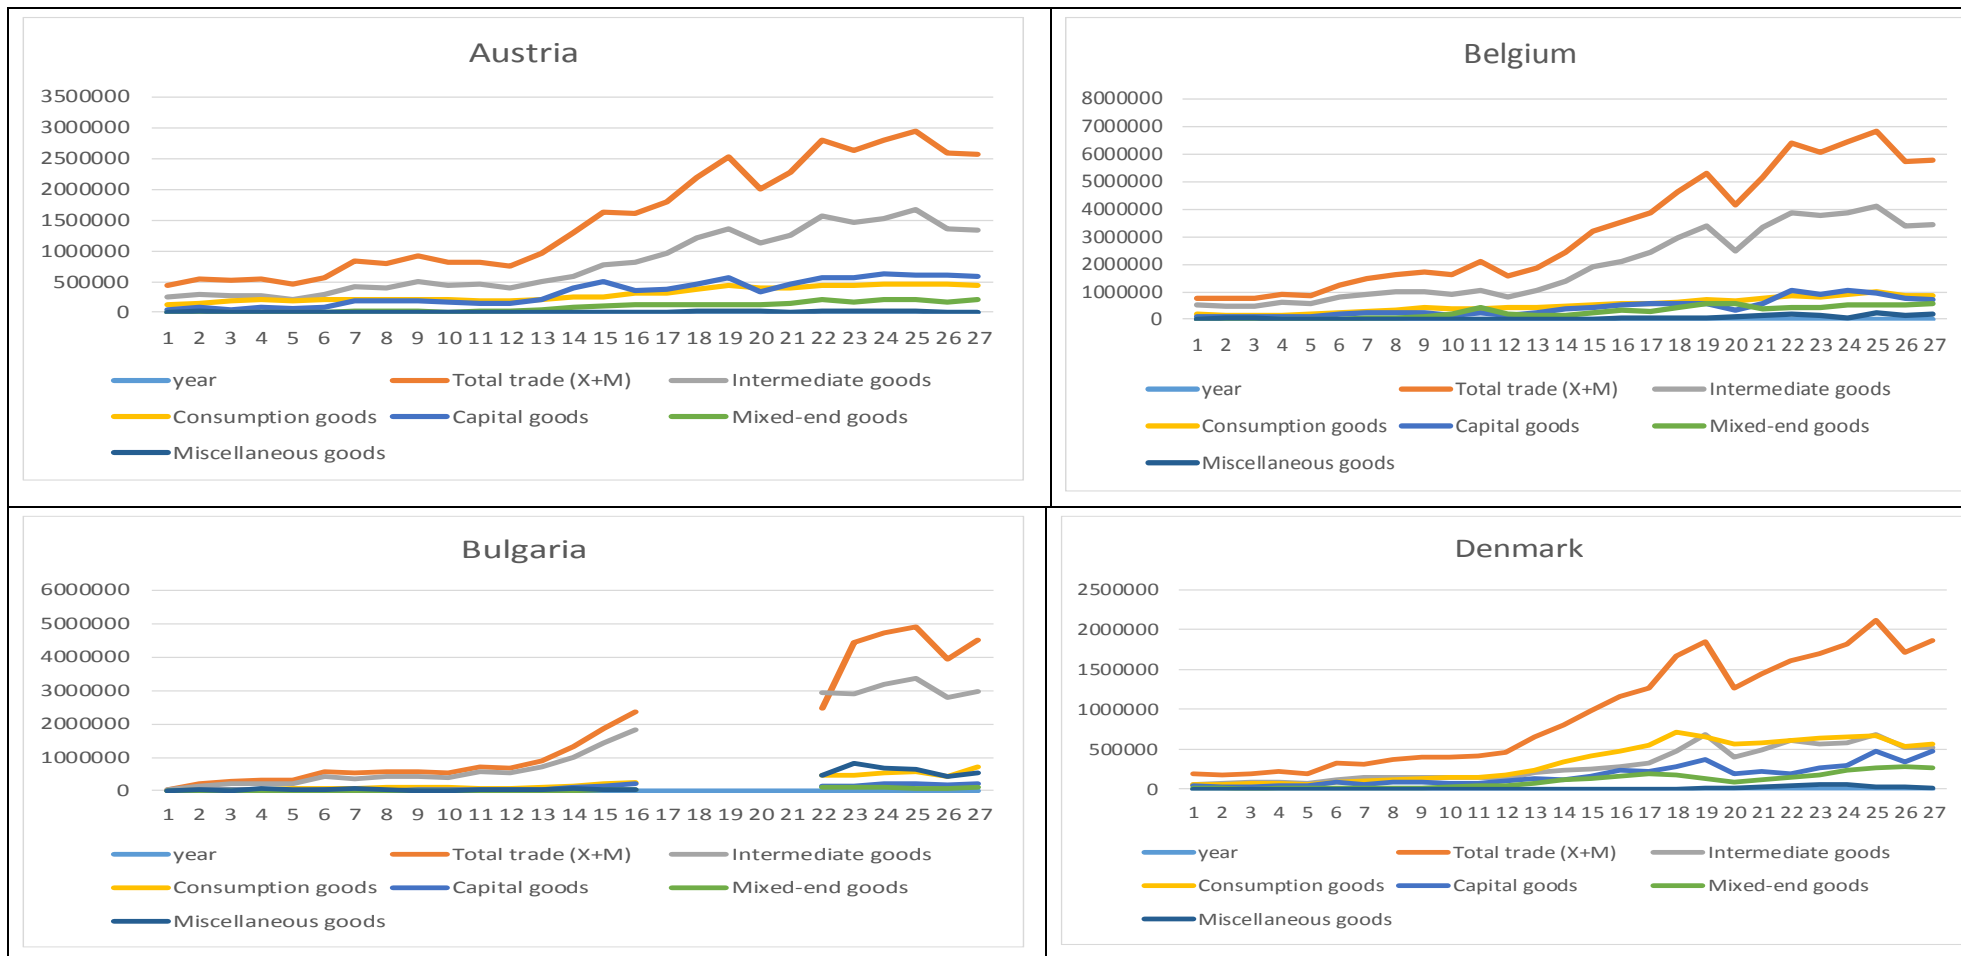 Austria
3500000
3000000
2500000
2000000
1500000
1000000
500000
0
1 2 3 4 5 6 7 8 9 10 11 12 13 14 15 16 17 18 19 20 21 22 23 24 25 26 27
year Total trade (X+M) Intermediate goods
Consumption goods Capital goods Mixed-end goods
Miscellaneous goods
Belgium
8000000
7000000
6000000
5000000
4000000
3000000
2000000
1000000
0
1 2 3 4 5 6 7 8 9 10 11 12 13 14 15 16 17 18 19 20 21 22 23 24 25 26 27
year Total trade (X+M) Intermediate goods
Consumption goods Capital goods Mixed-end goods
Miscellaneous goods
Bulgaria
6000000
5000000
4000000
3000000
2000000
1000000
0
1 2 3 4 5 6 7 8 9 10 11 12 13 14 15 16 17 18 19 20 21 22 23 24 25 26 27
year Total trade (X+M) Intermediate goods
Consumption goods Capital goods Mixed-end goods
Miscellaneous goods
Denmark
2500000
2000000
1500000
1000000
500000
0
1 2 3 4 5 6 7 8 9 10 11 12 13 14 15 16 17 18 19 20 21 22 23 24 25 26 27
year Total trade (X+M) Intermediate goods
Consumption goods Capital goods Mixed-end goods
Miscellaneous goods